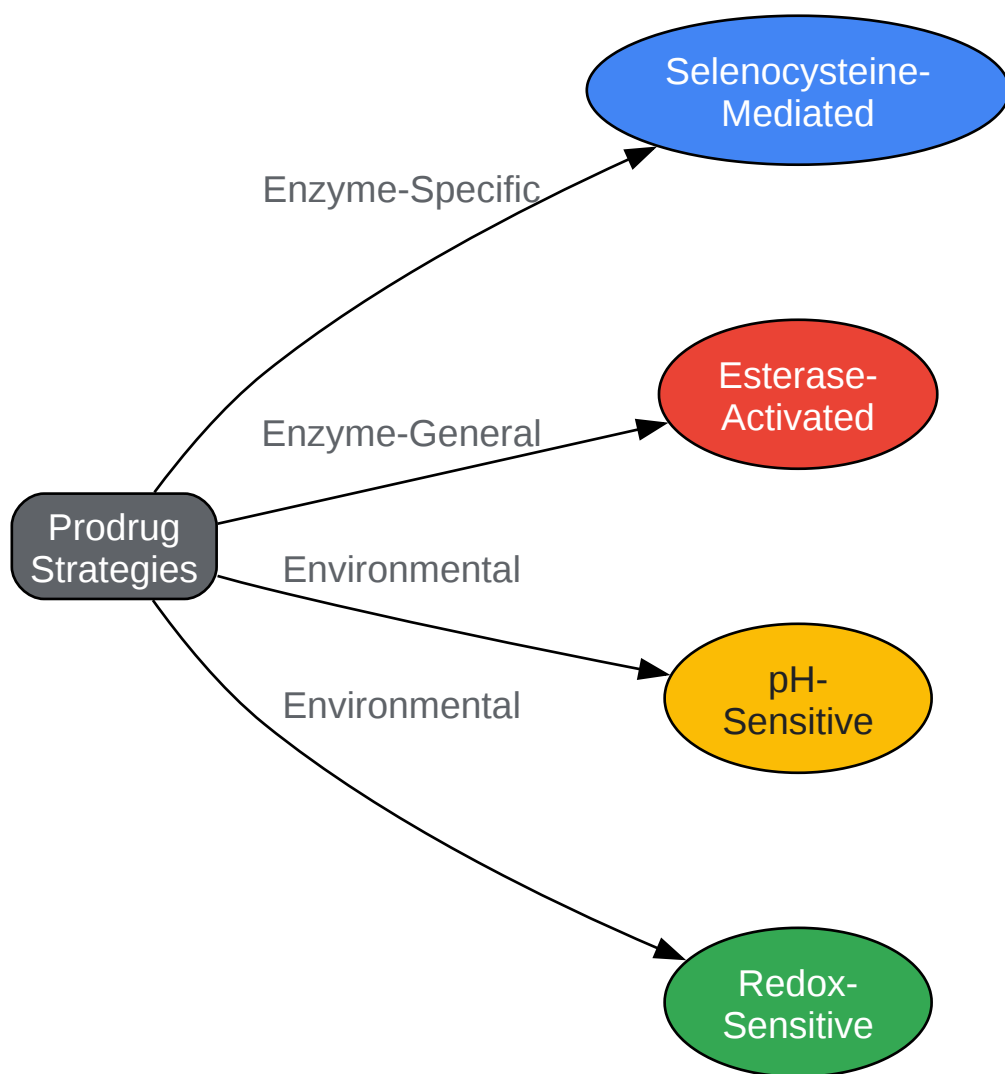 Selenocysteine-
Mediated
Enzyme-Specific
Esterase-
Activated
Enzyme-General
Prodrug
Strategies
Environmental
pH-
Sensitive
Environmental
Redox-
Sensitive